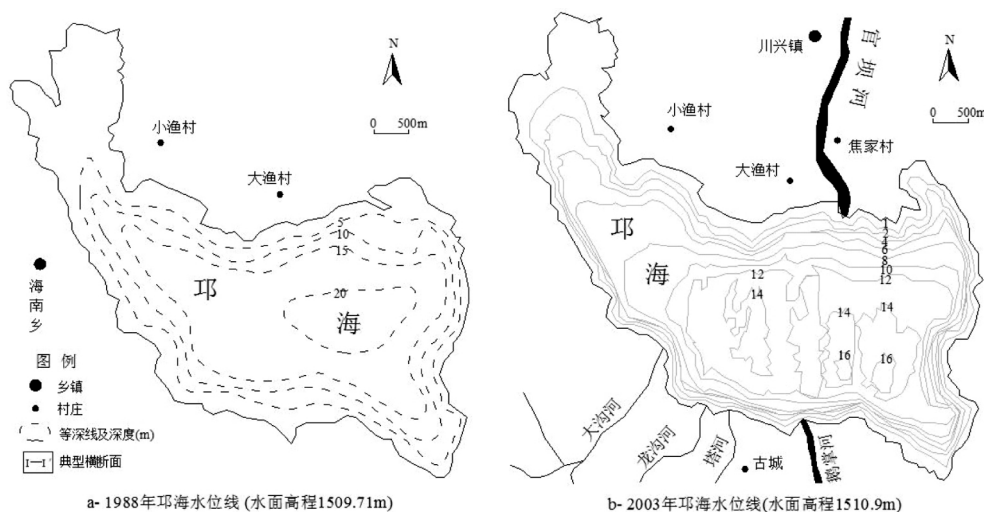 N
0 500m
小渔村
大渔村
5
10
15
20
邛
海
海南乡
图 例
乡镇
村庄
等深线及深度(m)
I—I' 典型横断面
a- 1988年邛海水位线 (水面高程1509.71m)
川兴镇
官坝河
N
0 500m
小渔村
焦家村
大渔村
1
2
4
6
8
10
12
14
16
邛
海
12
14
14
16
大沟河
龙沟河
塔河
古城
b- 2003年邛海水位线 (水面高程1510.9m)